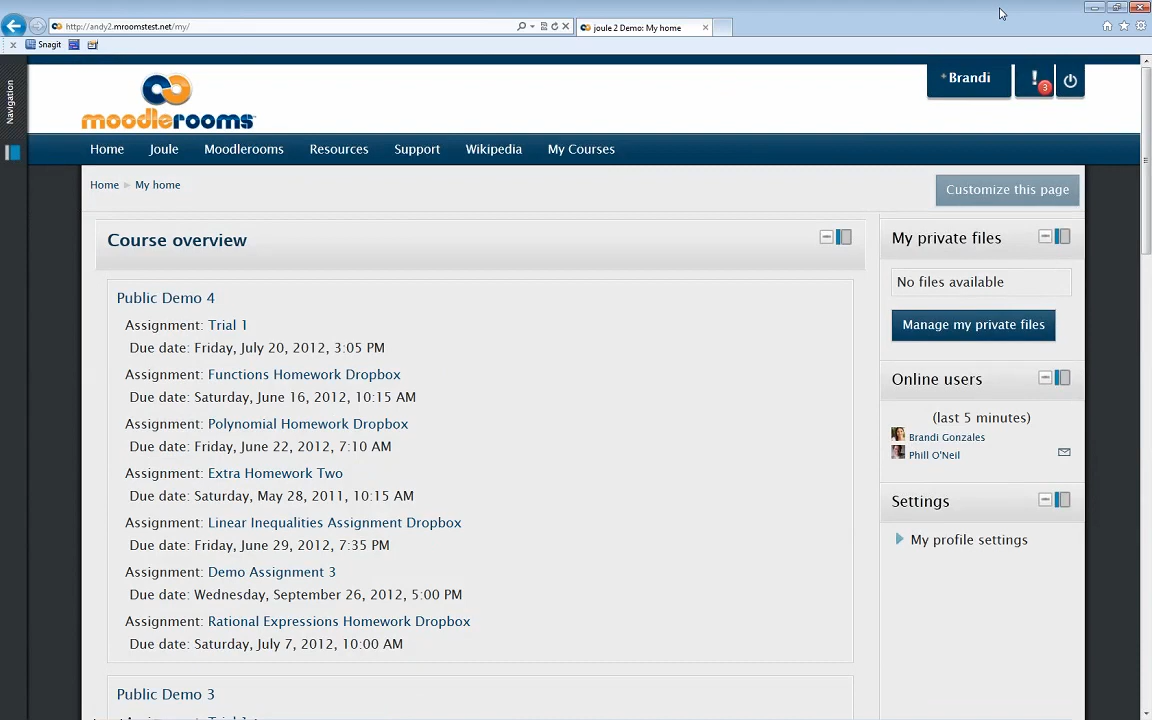 http://andy2.mroomstest.net/my/
joule 2 Demo: My home
Snagit
Navigation
moodlerooms
Brandi
3
Home Joule Moodlerooms Resources Support Wikipedia My Courses
Home My home
Customize this page
Course overview
Public Demo 4
Assignment: Trial 1
Due date: Friday, July 20, 2012, 3:05 PM
Assignment: Functions Homework Dropbox
Due date: Saturday, June 16, 2012, 10:15 AM
Assignment: Polynomial Homework Dropbox
Due date: Friday, June 22, 2012, 7:10 AM
Assignment: Extra Homework Two
Due date: Saturday, May 28, 2011, 10:15 AM
Assignment: Linear Inequalities Assignment Dropbox
Due date: Friday, June 29, 2012, 7:35 PM
Assignment: Demo Assignment 3
Due date: Wednesday, September 26, 2012, 5:00 PM
Assignment: Rational Expressions Homework Dropbox
Due date: Saturday, July 7, 2012, 10:00 AM
Public Demo 3
My private files
No files available
Manage my private files
Online users
(last 5 minutes)
Brandi Gonzales
Phill O'Neil
Settings
My profile settings